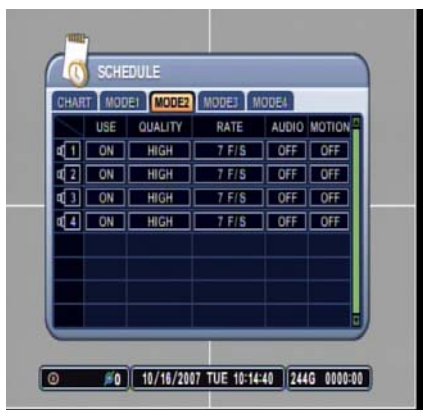 SCHEDULE
CHART MODE1 MODE2 MODE3 MODE4
USE QUALITY RATE AUDIO MOTION
1 ON HIGH 7 F/S OFF OFF
2 ON HIGH 7 F/S OFF OFF
3 ON HIGH 7 F/S OFF OFF
4 ON HIGH 7 F/S OFF OFF
0 10/16/2007 TUE 10:14:40 244G 0000:00